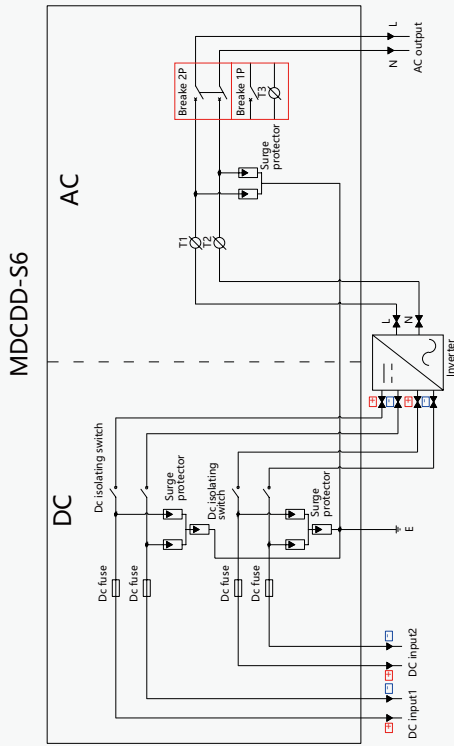 MDCDD-S6
DC
AC
Dc fuse
Dc fuse
Dc fuse
Dc fuse
Dc isolating switch
Surge
protector
Dc isolating
switch
Surge
protector
T1
T2
Surge
protector
Breake 2P
Breake 1P
T3
L
N
AC output
L
N
Inverter
+
-
+
-
E
DC input1
+
-
DC input2
+
-